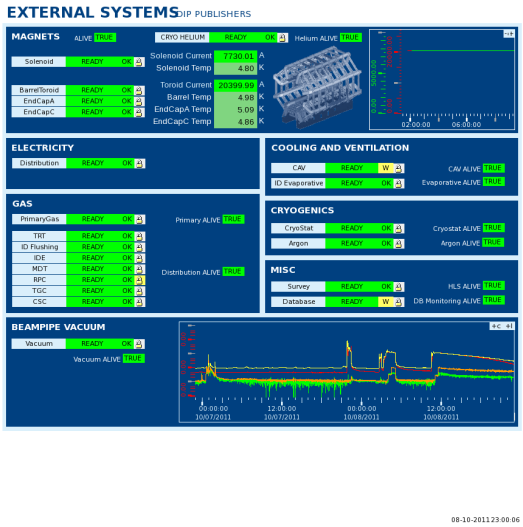 EXTERNAL SYSTEMS DIP PUBLISHERS
MAGNETS ALIVE TRUE
CRYO HELIUM READY OK Helium ALIVE TRUE
Solenoid READY OK
BarrelToroid READY OK
EndCapA READY OK
EndCapC READY OK
Solenoid Current 7730.01 A
Solenoid Temp 4.80 K
Toroid Current 20399.99 A
Barrel Temp 4.98 K
EndCapA Temp 5.09 K
EndCapC Temp 4.86 K
5000.00
0.00
02:00:00 06:00:00
ELECTRICITY
Distribution READY OK
COOLING AND VENTILATION
CAV READY W CAV ALIVE TRUE
ID Evaporative READY OK Evaporative ALIVE TRUE
GAS
PrimaryGas READY OK Primary ALIVE TRUE
TRT READY OK
ID Flushing READY OK
IDE READY OK
MDT READY OK
RPC READY OK
TGC READY OK
CSC READY OK
Distribution ALIVE TRUE
CRYOGENICS
CryoStat READY OK Cryostat ALIVE TRUE
Argon READY OK Argon ALIVE TRUE
MISC
Survey READY OK HLS ALIVE TRUE
Database READY W DB Monitoring ALIVE TRUE
BEAMPIPE VACUUM
Vacuum READY OK
Vacuum ALIVE TRUE
+c +l
00:00:00 12:00:00 00:00:00 12:00:00
10/07/2011 10/07/2011 10/08/2011 10/08/2011
08-10-2011 23:00:06